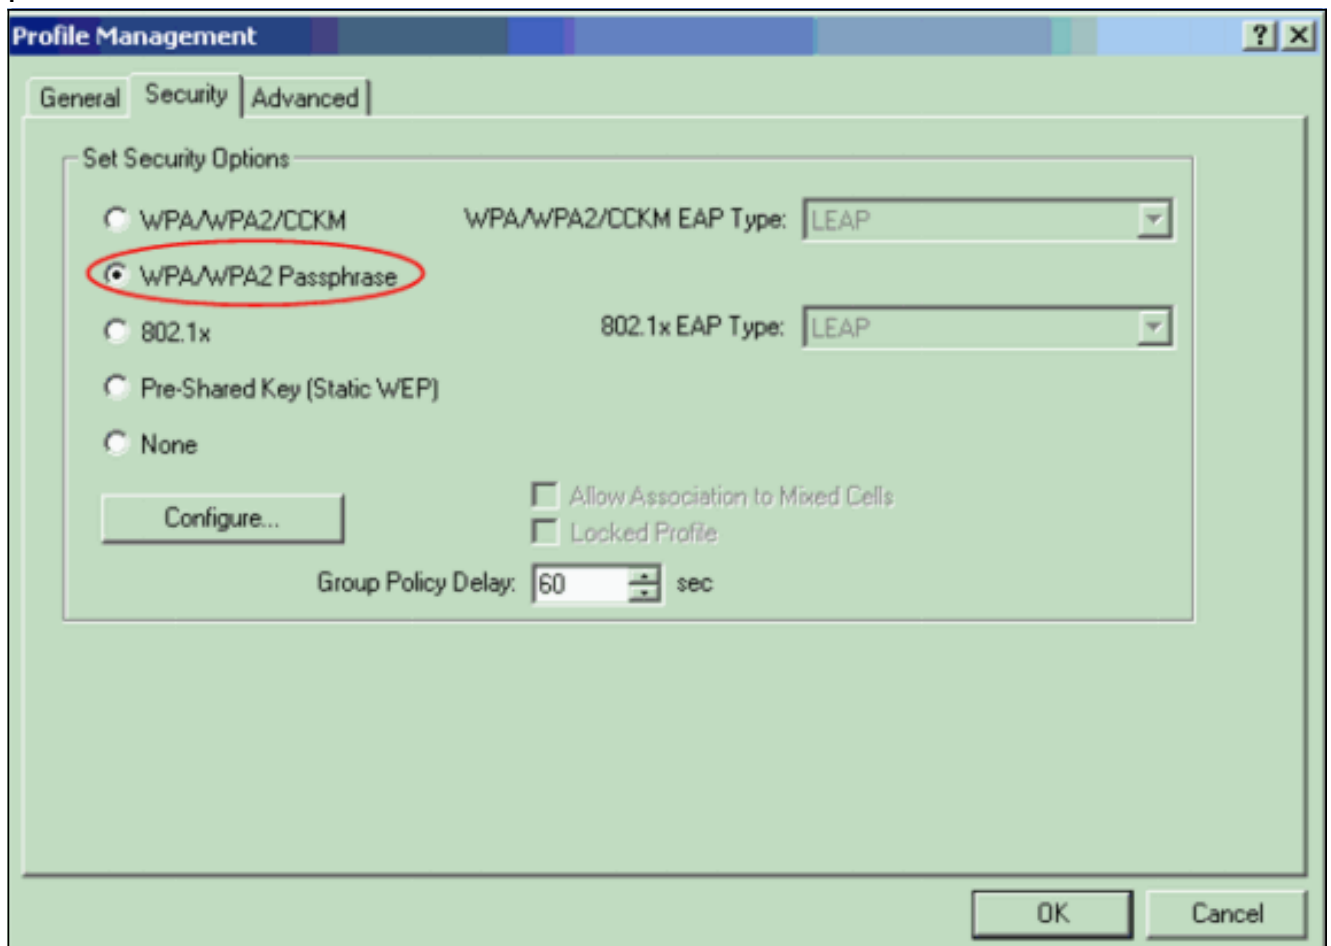 Profile Management
General Security Advanced
Set Security Options
WPA/WPA2/CCKM WPA/WPA2/CCKM EAP Type: LEAP
WPA/WPA2 Passphrase
802.1x 802.1x EAP Type: LEAP
Pre-Shared Key (Static WEP)
None
Configure... Allow Association to Mixed Cells
Locked Profile
Group Policy Delay: 60 sec
OK Cancel